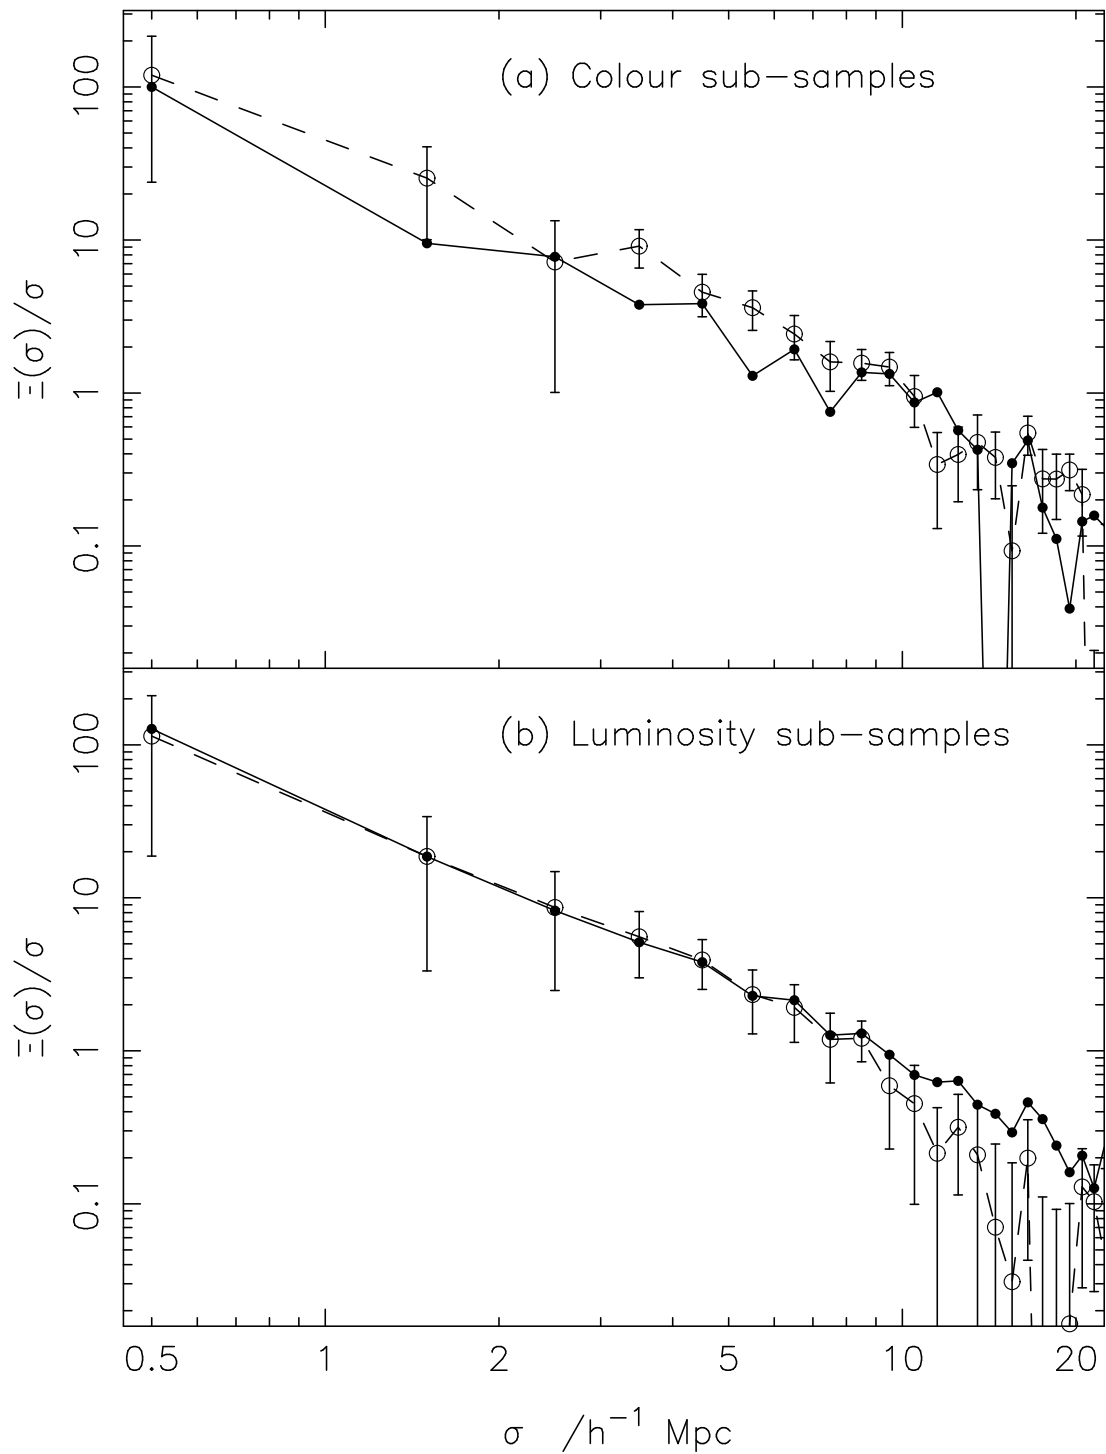 (a) Colour sub-samples
100
10
1
0.1
Ξ(σ)/σ
(b) Luminosity sub-samples
100
10
1
0.1
Ξ(σ)/σ
0.5 1 2 5 10 20
σ /h⁻¹ Mpc